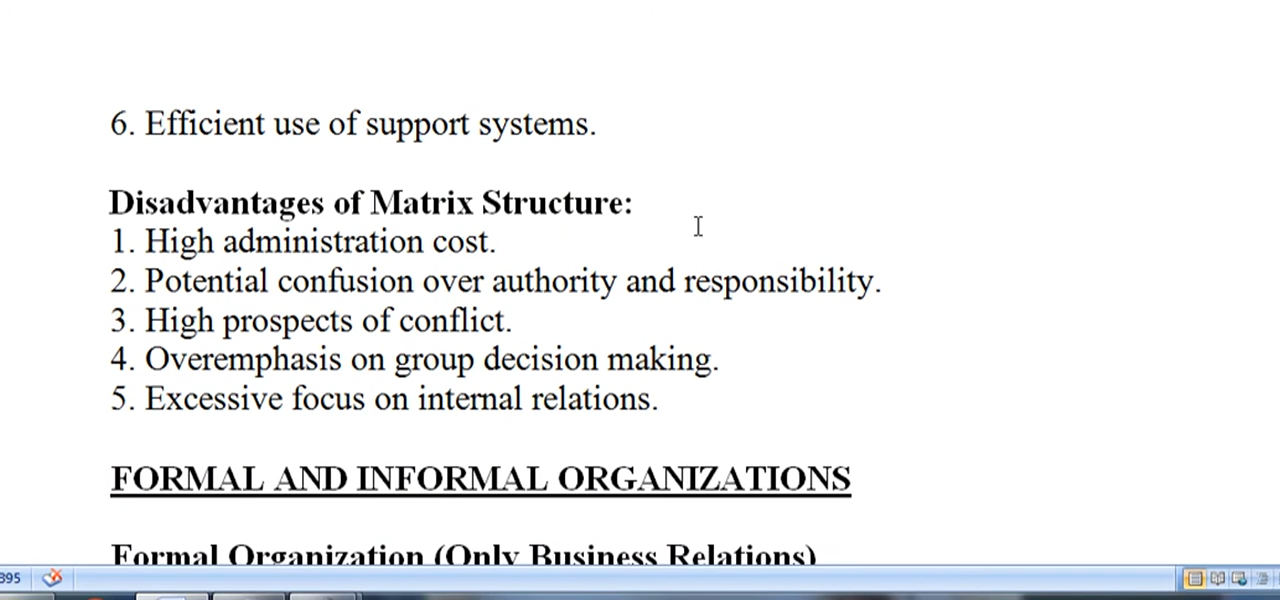 6. Efficient use of support systems.
Disadvantages of Matrix Structure:
1. High administration cost.
2. Potential confusion over authority and responsibility.
3. High prospects of conflict.
4. Overemphasis on group decision making.
5. Excessive focus on internal relations.
FORMAL AND INFORMAL ORGANIZATIONS
Formal Organization (Only Business Relations)
395